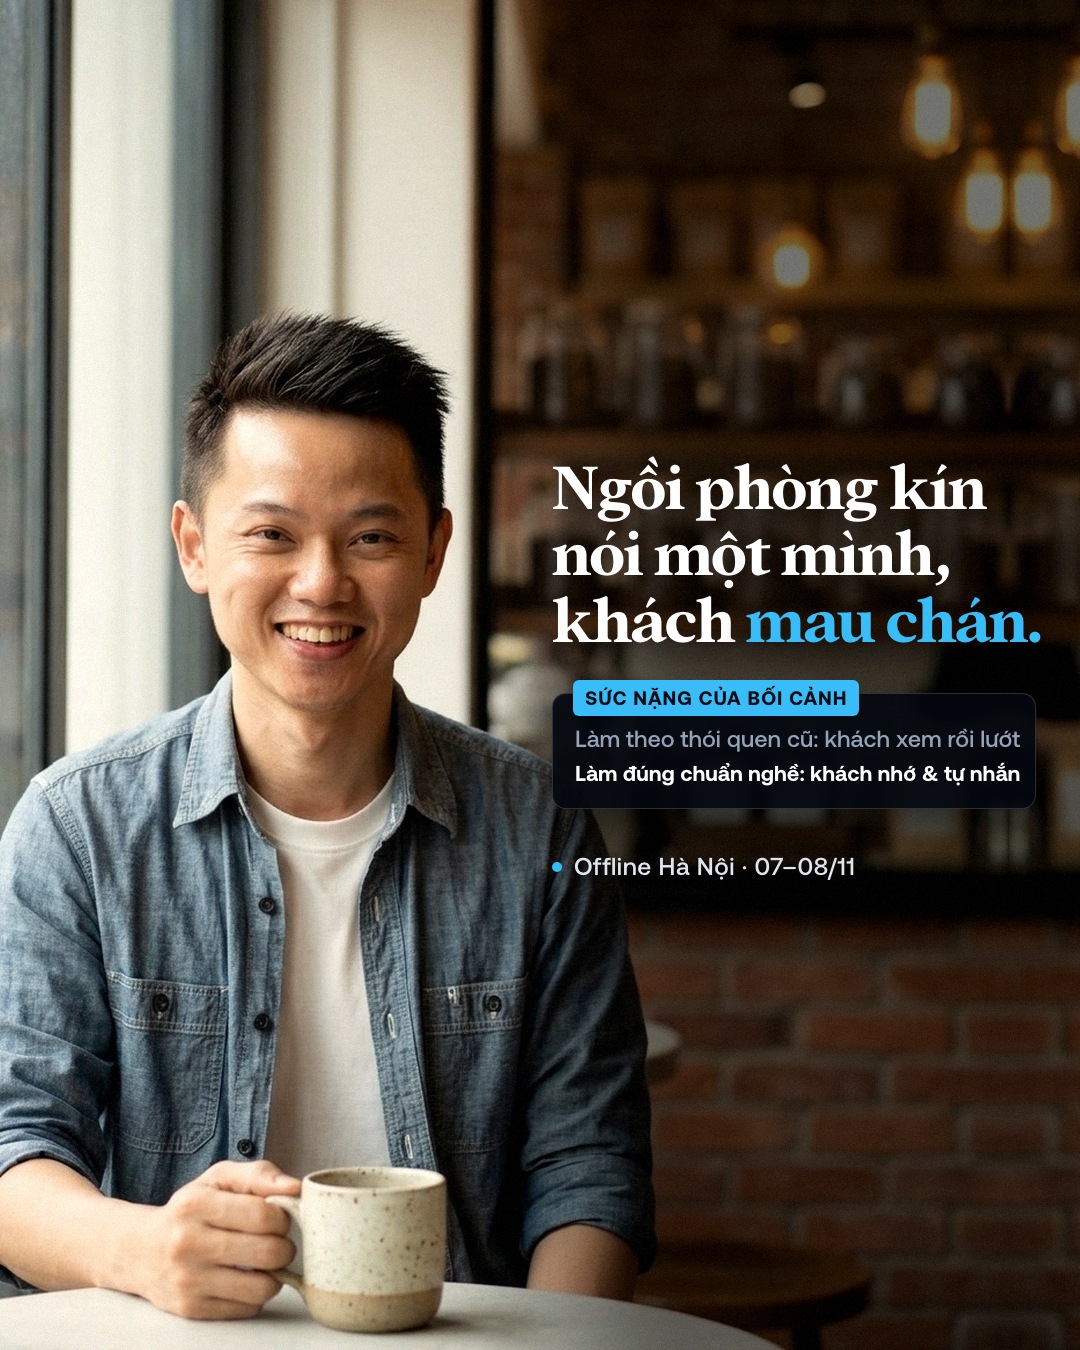 Ngồi phòng kín
nói một mình,
khách mau chán.
SỨC NẶNG CỦA BỐI CẢNH
Làm theo thói quen cũ: khách xem rồi lướt
Làm đúng chuẩn nghề: khách nhớ & tự nhắn
Offline Hà Nội · 07–08/11